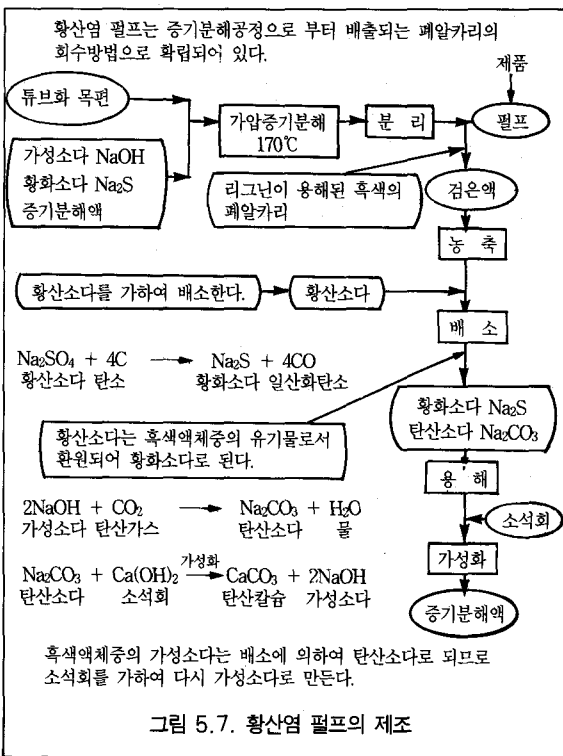 황산염 펄프는 증기분해공정으로 부터 배출되는 폐알카리의
회수방법으로 확립되어 있다.
제품
튜브화 목편
가압증기분해
170℃
분 리
펄프
가성소다 NaOH
황화소다 Na₂S
증기분해액
리그닌이 용해된 흑색의
폐알카리
검은액
농 축
황산소다를 가하여 배소한다.
황산소다
배 소
Na₂SO₄ + 4C → Na₂S + 4CO
황산소다 탄소 황화소다 일산화탄소
황화소다 Na₂S
탄산소다 Na₂CO₃
황산소다는 흑색액체중의 유기물로서
환원되어 황화소다로 된다.
용 해
2NaOH + CO₂ → Na₂CO₃ + H₂O
가성소다 탄산가스 탄산소다 물
소석회
가성화
Na₂CO₃ + Ca(OH)₂ 가성화→ CaCO₃ + 2NaOH
탄산소다 소석회 탄산칼슘 가성소다
증기분해액
흑색액체중의 가성소다는 배소에 의하여 탄산소다로 되므로
소석회를 가하여 다시 가성소다로 만든다.
그림 5.7. 황산염 펄프의 제조